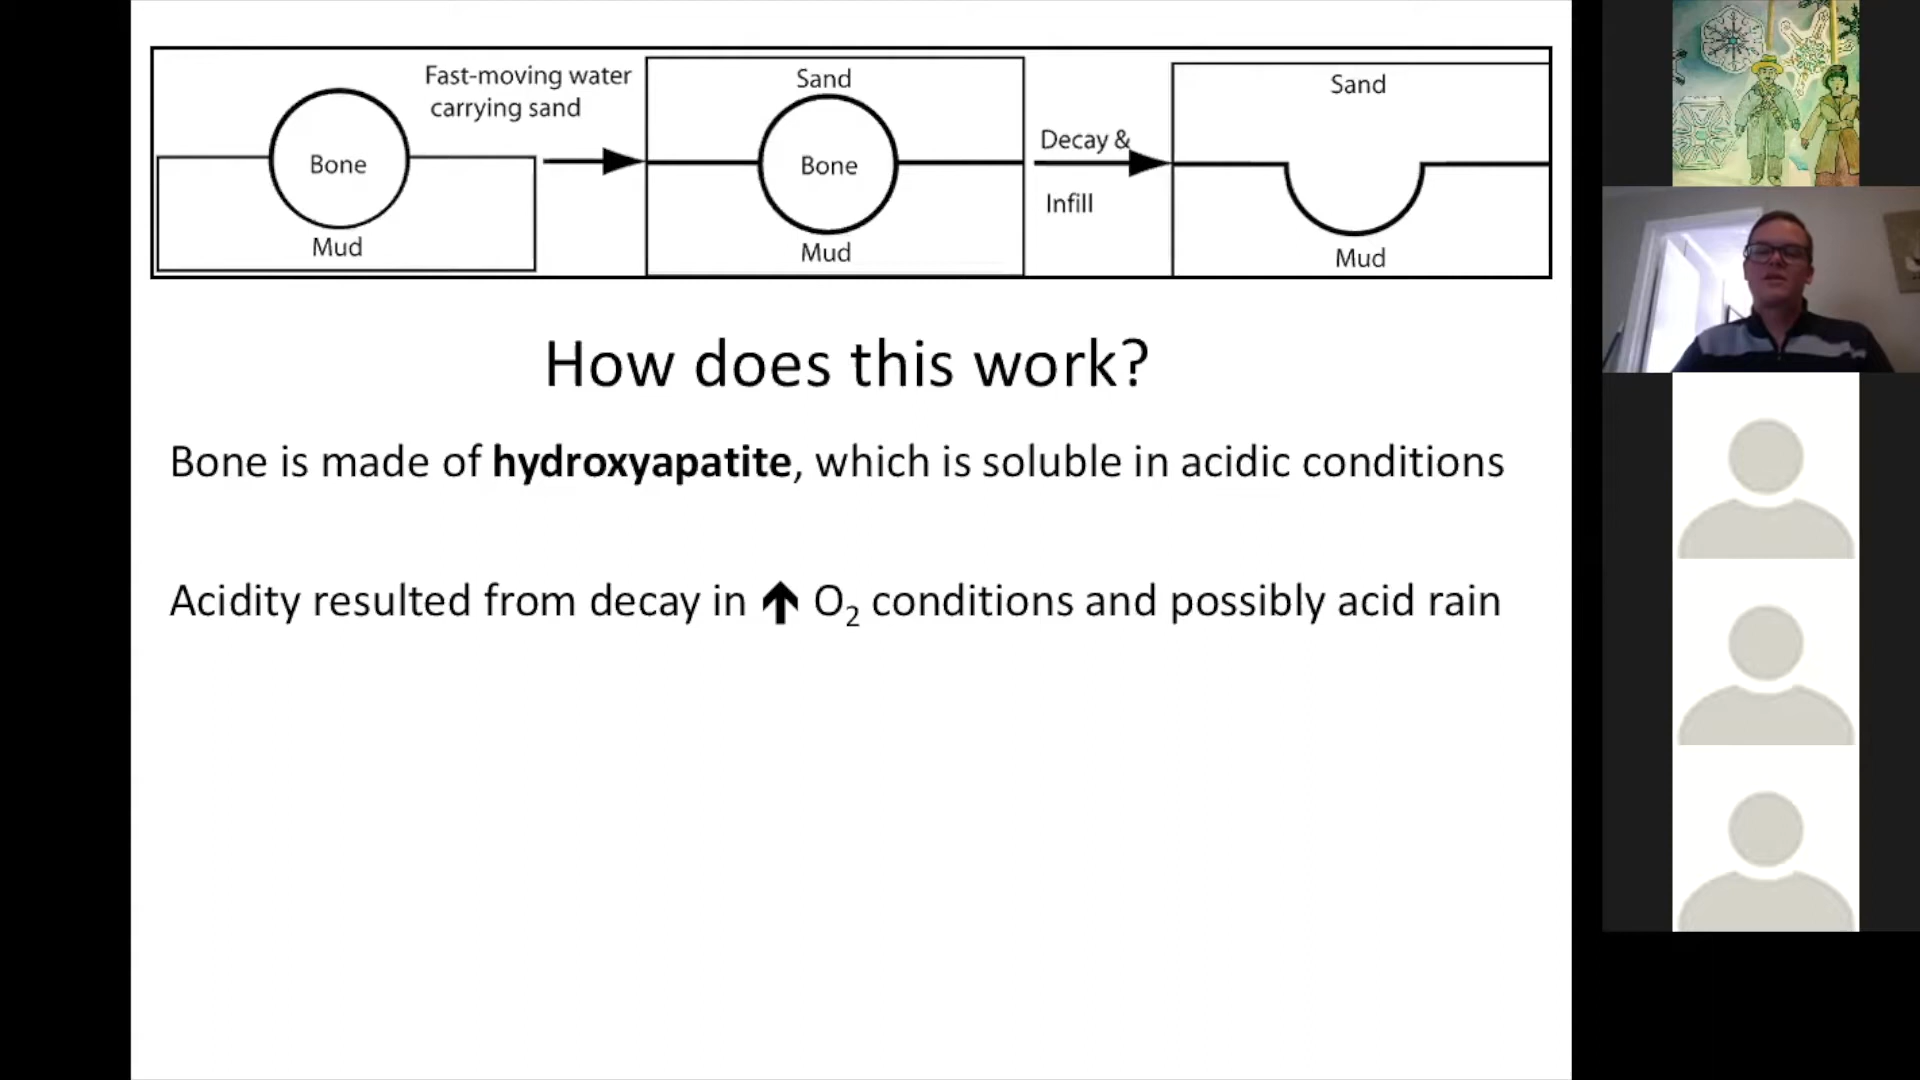 Fast-moving water
carrying sand
Bone
Mud
Sand
Bone
Mud
Decay &
Infill
Sand
Mud
How does this work?
Bone is made of hydroxyapatite, which is soluble in acidic conditions
Acidity resulted from decay in ↑ O₂ conditions and possibly acid rain